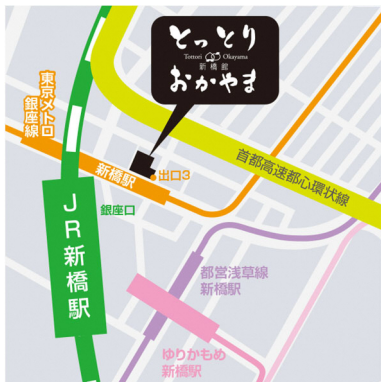 とっとり
Tottori Okayama
新橋館
おかやま
東京メトロ
銀座線
新橋駅
出口3
首都高速都心環状線
銀座口
JR新橋駅
都営浅草線
新橋駅
ゆりかもめ
新橋駅